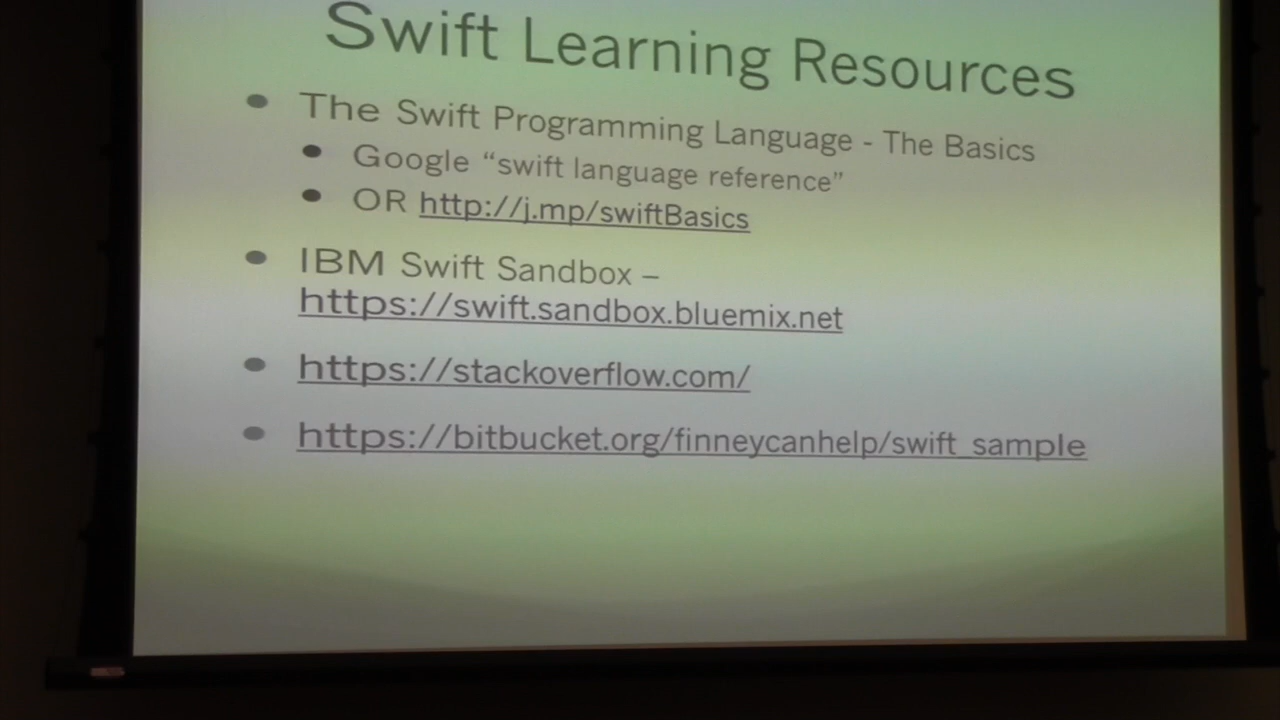 Swift Learning Resources
• The Swift Programming Language - The Basics
• Google “swift language reference”
• OR http://j.mp/swiftBasics
• IBM Swift Sandbox –
https://swift.sandbox.bluemix.net
• https://stackoverflow.com/
• https://bitbucket.org/finneycanhelp/swift_sample